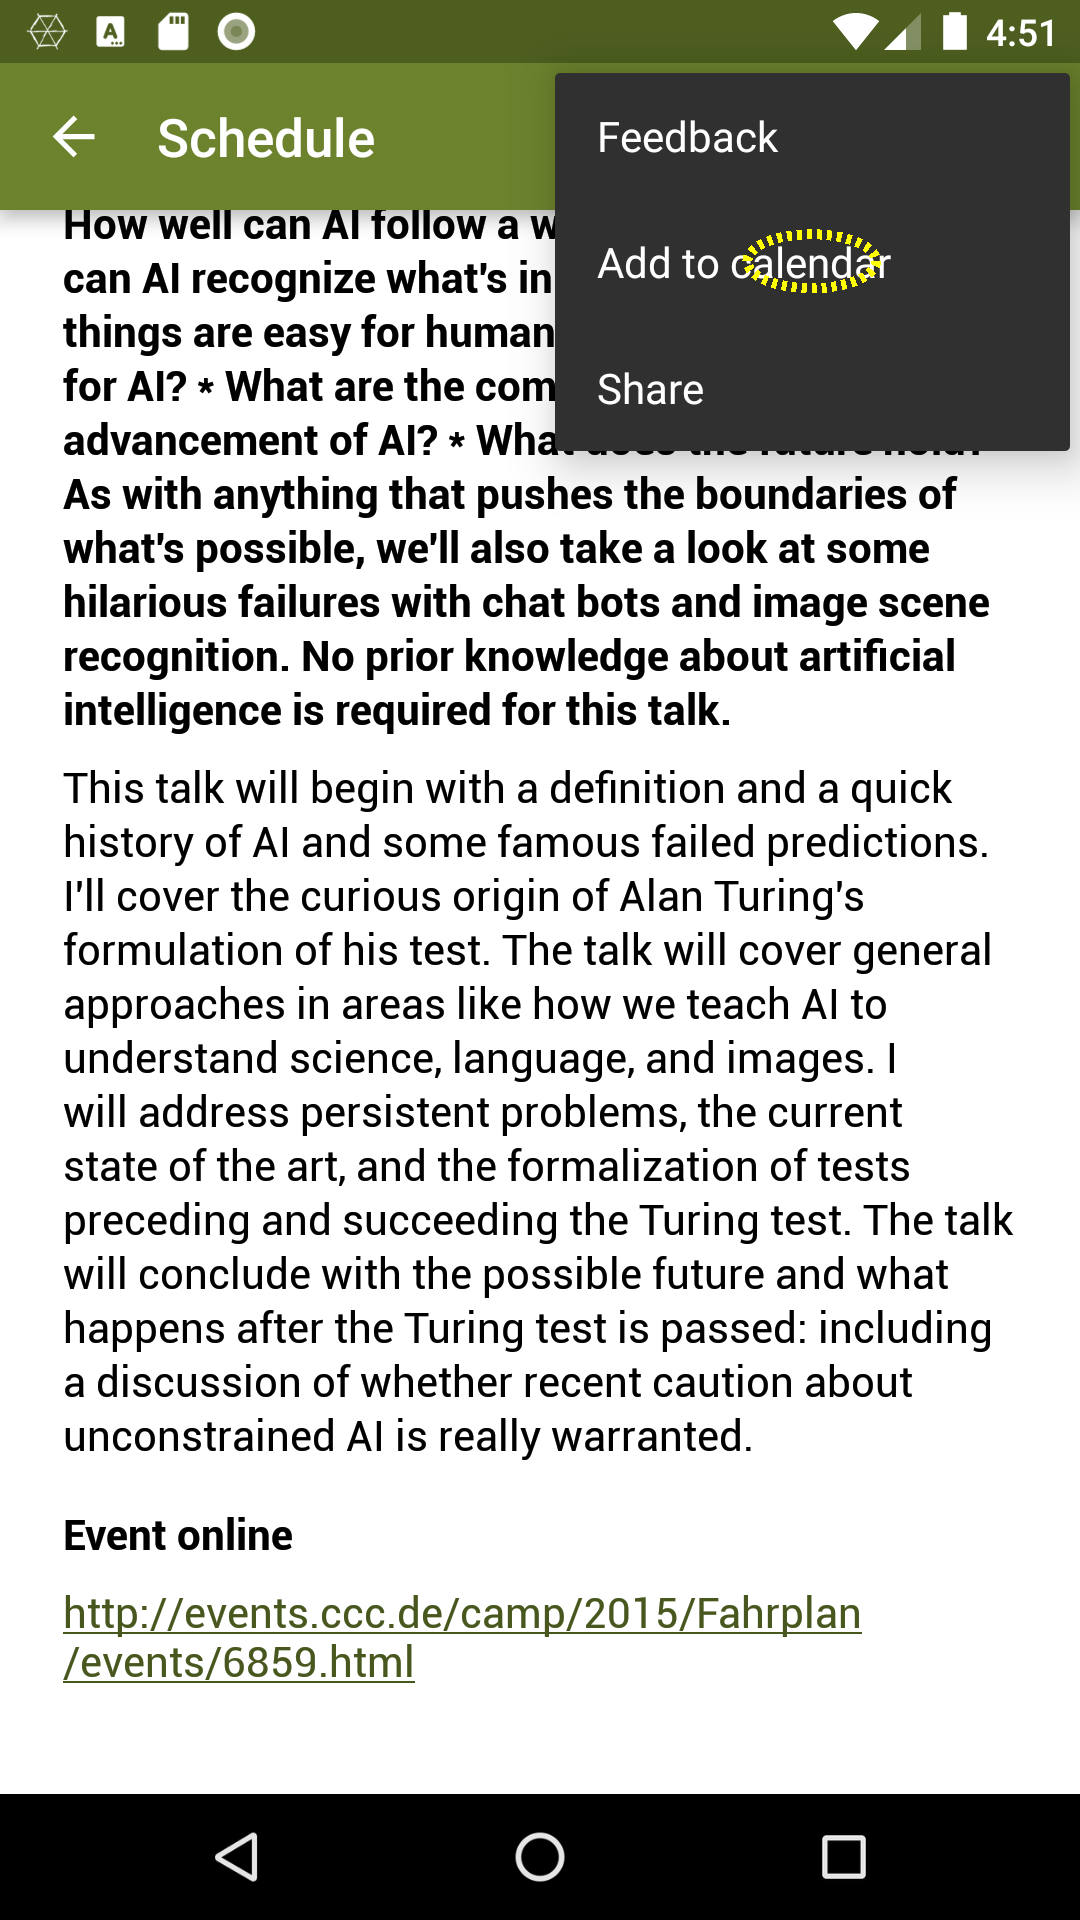 4:51
Schedule
Feedback
Add to calendar
Share
How well can AI follow a
can AI recognize what's in
things are easy for human
for AI? * What are the com
advancement of AI? * What
As with anything that pushes the boundaries of
what's possible, we'll also take a look at some
hilarious failures with chat bots and image scene
recognition. No prior knowledge about artificial
intelligence is required for this talk.
This talk will begin with a definition and a quick
history of AI and some famous failed predictions.
I'll cover the curious origin of Alan Turing's
formulation of his test. The talk will cover general
approaches in areas like how we teach AI to
understand science, language, and images. I
will address persistent problems, the current
state of the art, and the formalization of tests
preceding and succeeding the Turing test. The talk
will conclude with the possible future and what
happens after the Turing test is passed: including
a discussion of whether recent caution about
unconstrained AI is really warranted.
Event online
http://events.ccc.de/camp/2015/Fahrplan
/events/6859.html